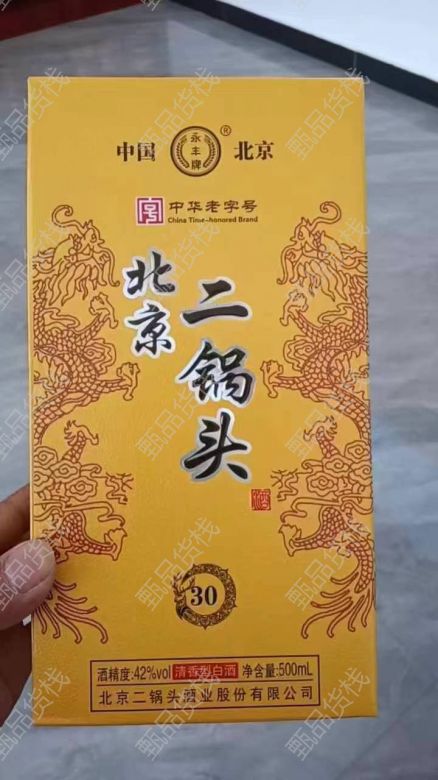 中国 永丰牌® 北京
中华老字号
China Time-honored Brand
北京
二锅头
酒
30
酒精度:42%vol 清香型白酒 净含量:500mL
北京二锅头酒业股份有限公司
甄品货栈